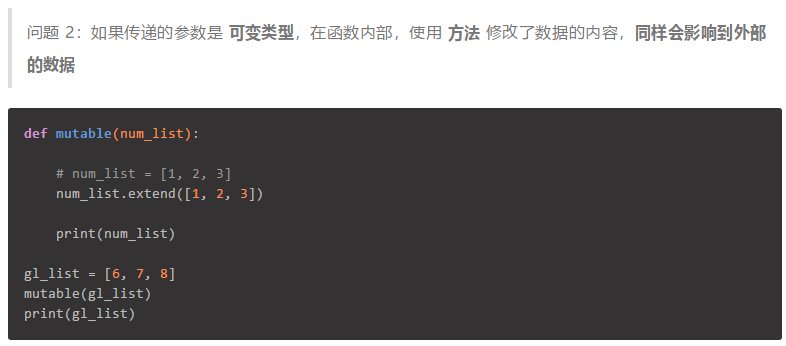 问题 2：如果传递的参数是 可变类型，在函数内部，使用 方法 修改了数据的内容，同样会影响到外部
的数据
def mutable(num_list):
    # num_list = [1, 2, 3]
    num_list.extend([1, 2, 3])
    print(num_list)
gl_list = [6, 7, 8]
mutable(gl_list)
print(gl_list)